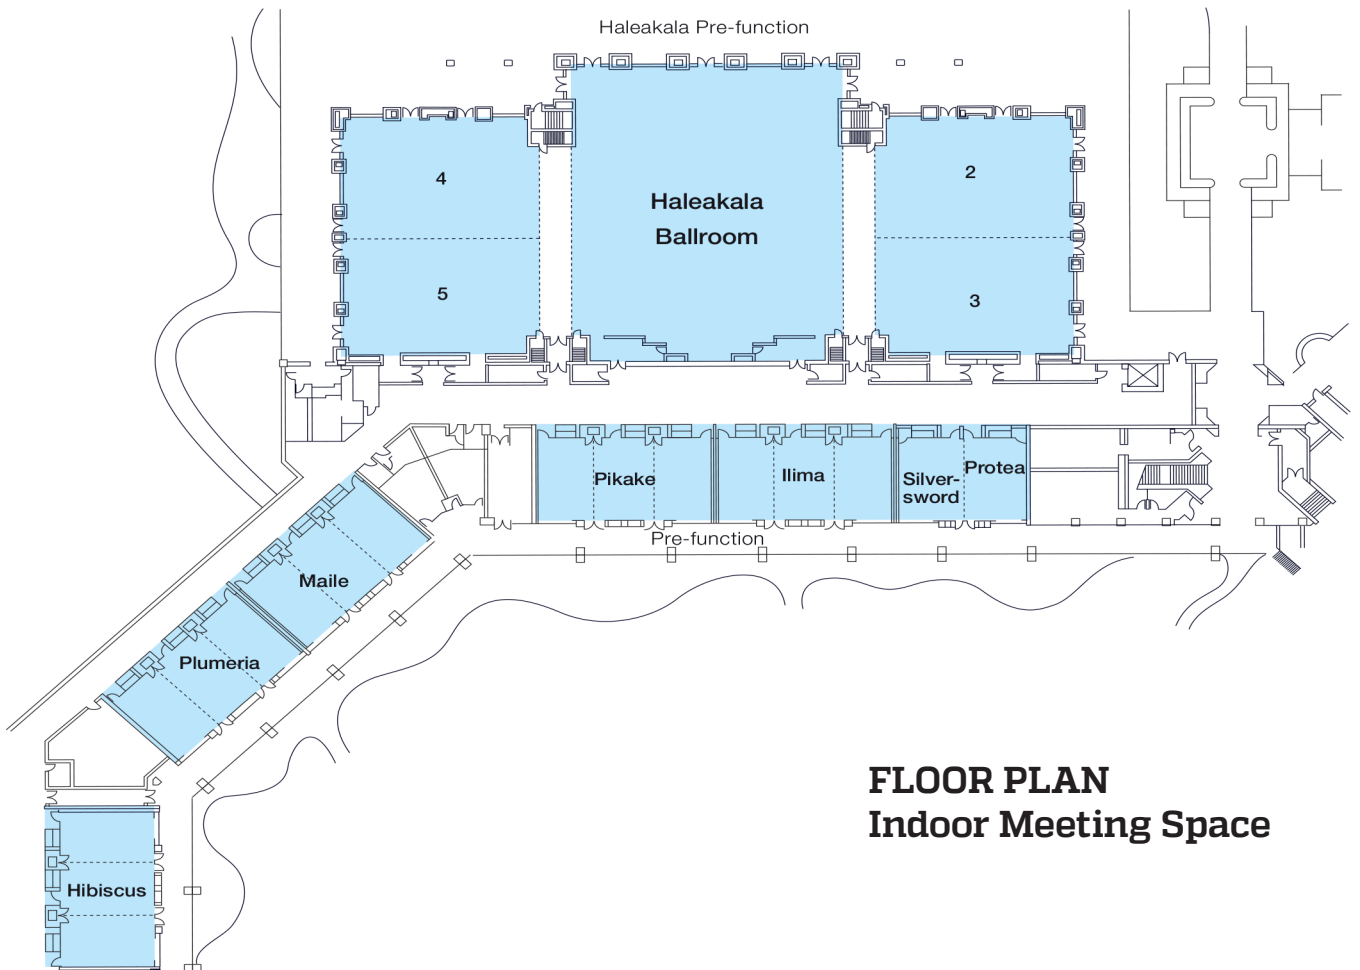 Haleakala Pre-function
4
2
Haleakala
Ballroom
5
3
Pikake
Ilima
Silver-
sword
Protea
Pre-function
Maile
Plumeria
Hibiscus
FLOOR PLAN
Indoor Meeting Space